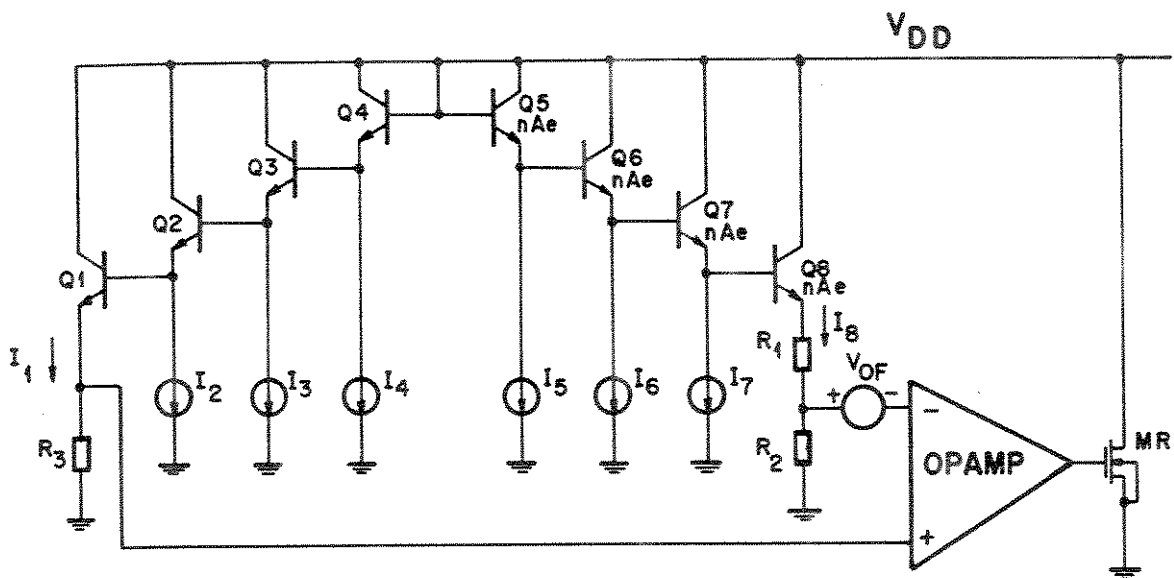 VDD
Q5
nAe
Q4
Q6
nAe
Q3
Q7
nAe
Q2
Q8
nAe
Q1
I8
I1
R1
VOF
+ -
I2
I3
I4
I5
I6
I7
-
R3
R2
OPAMP
MR
+